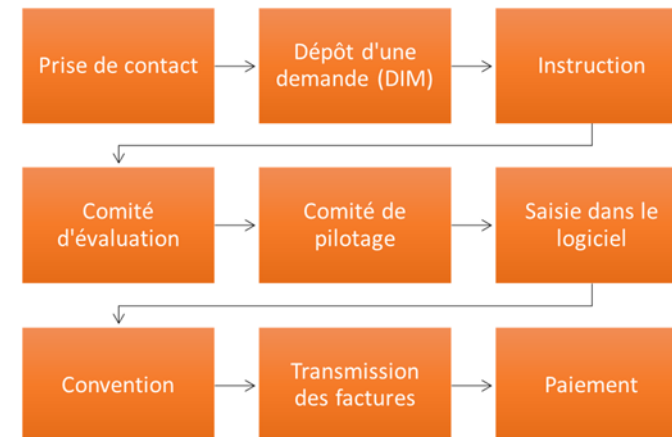 Prise de contact
Dépôt d'une
demande (DIM)
Instruction
Comité
d'évaluation
Comité de
pilotage
Saisie dans le
logiciel
Convention
Transmission
des factures
Paiement